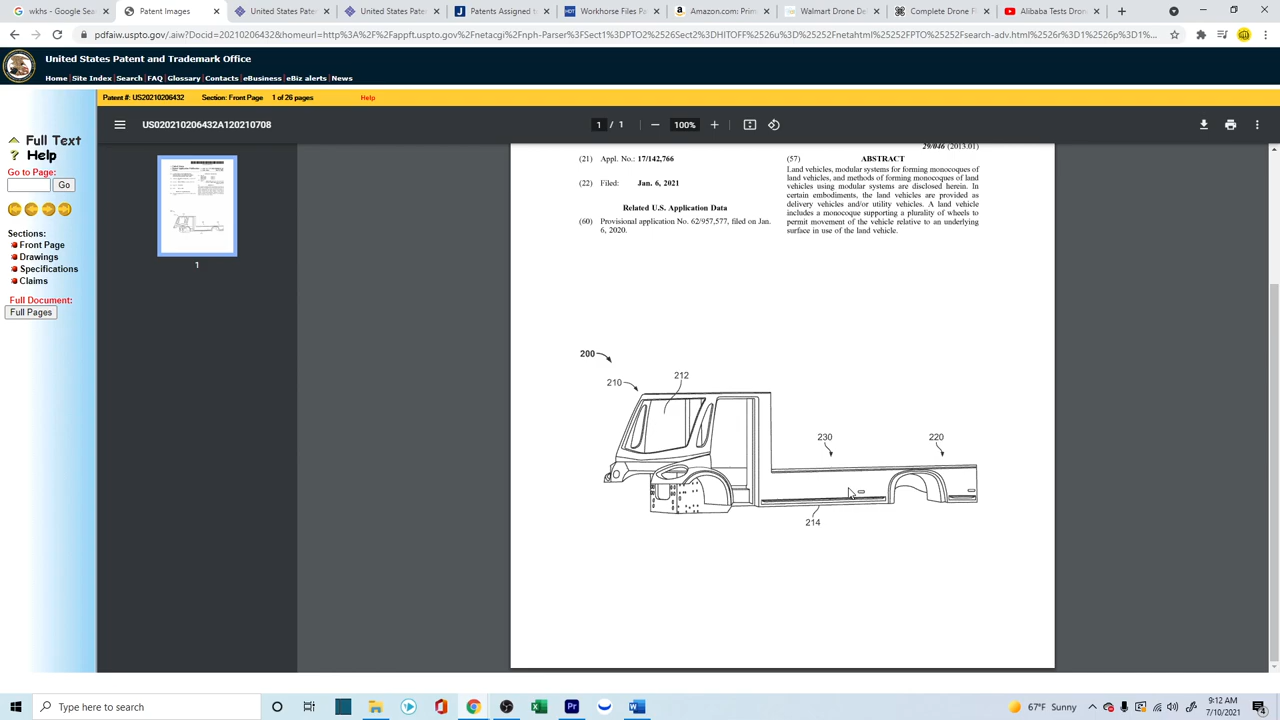 wkhs - Google Sea
Patent Images
United States Paten
United States Paten
Patents Assigned t
Workhorse Files Pa
Amazon.com: Prim
Walmart Drone De
Complete Drone Fl
Alibaba Tests Dron
pdfaiw.uspto.gov/.aiw?Docid=20210206432&homeurl=http%3A%2F%2Fappft.uspto.gov%2Fnetacgi%2Fnph-Parser%3FSect1%3DPTO2%2526Sect2%3DHITOFF%2526u%3D%25252Fnetahtml%25252FPTO%25252Fsearch-adv.html%2526r%3D1%2526p%3D1%...
United States Patent and Trademark Office
Home | Site Index | Search | FAQ | Glossary | Contacts | eBusiness | eBiz alerts | News
Patent #: US20210206432 Section: Front Page 1 of 26 pages Help
Full Text
Help
Go to Page:
Go
Sections:
Front Page
Drawings
Specifications
Claims
Full Document:
Full Pages
US020210206432A120210708
1 / 1
100%
1
29/046 (2013.01)
(21) Appl. No.: 17/142,766
(22) Filed: Jan. 6, 2021
Related U.S. Application Data
(60) Provisional application No. 62/957,577, filed on Jan.
6, 2020.
(57) ABSTRACT
Land vehicles, modular systems for forming monocoques of
land vehicles, and methods of forming monocoques of land
vehicles using modular systems are disclosed herein. In
certain embodiments, the land vehicles are provided as
delivery vehicles and/or utility vehicles. A land vehicle
includes a monocoque supporting a plurality of wheels to
permit movement of the vehicle relative to an underlying
surface in use of the land vehicle.
200
210
212
230
220
214
Type here to search
67°F Sunny
9:12 AM
7/10/2021